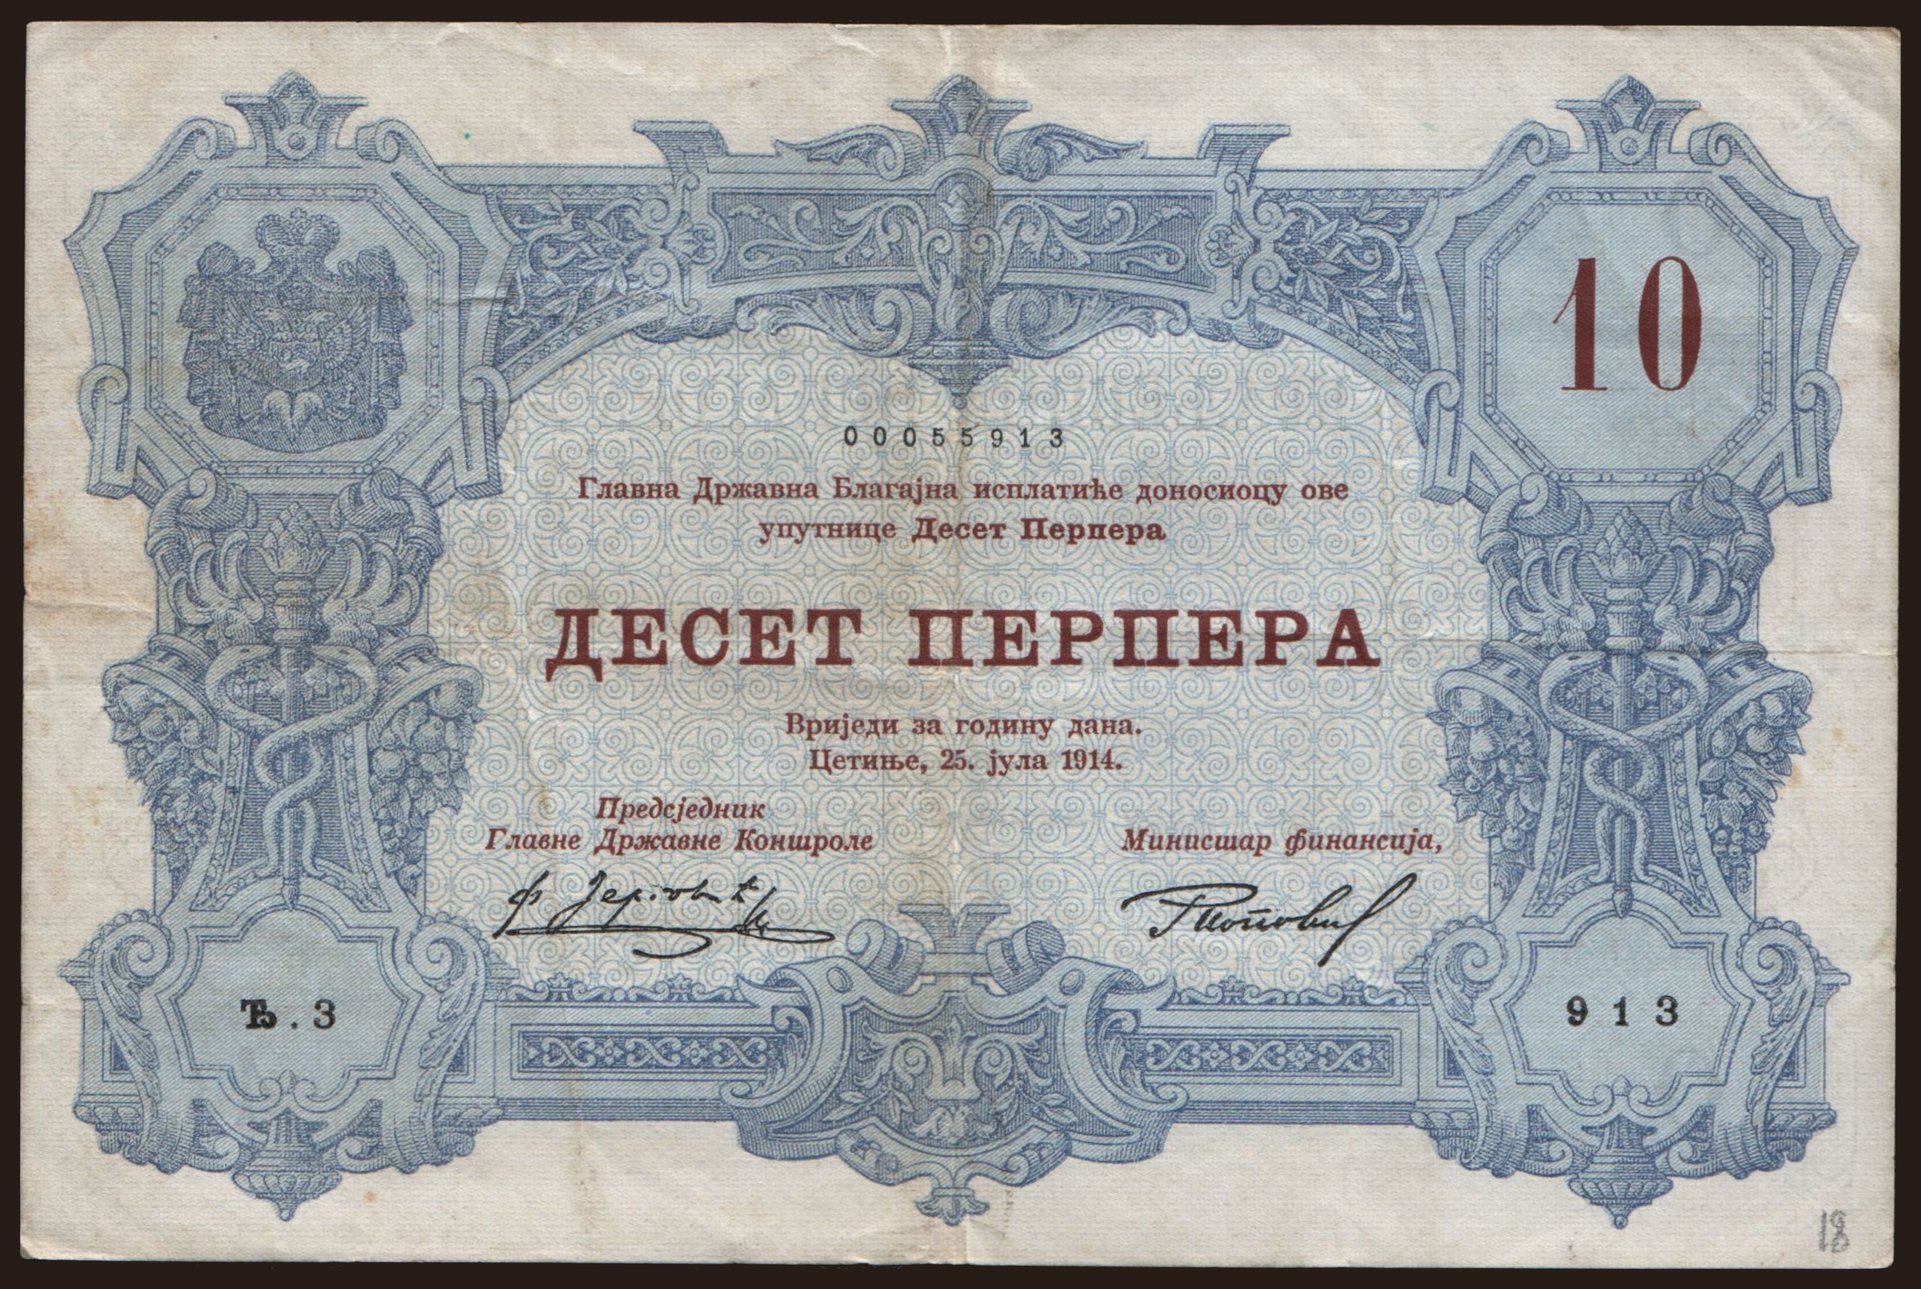 10
00055913
Главна Државна Благајна исплатиће доносиоцу ове
упутнице Десет Перпера
ДЕСЕТ ПЕРПЕРА
Вриједи за годину дана.
Цетиње, 25. јула 1914.
Предсједник
Главне Државне Контроле
Министар финансија,
Ђ.3
913
18